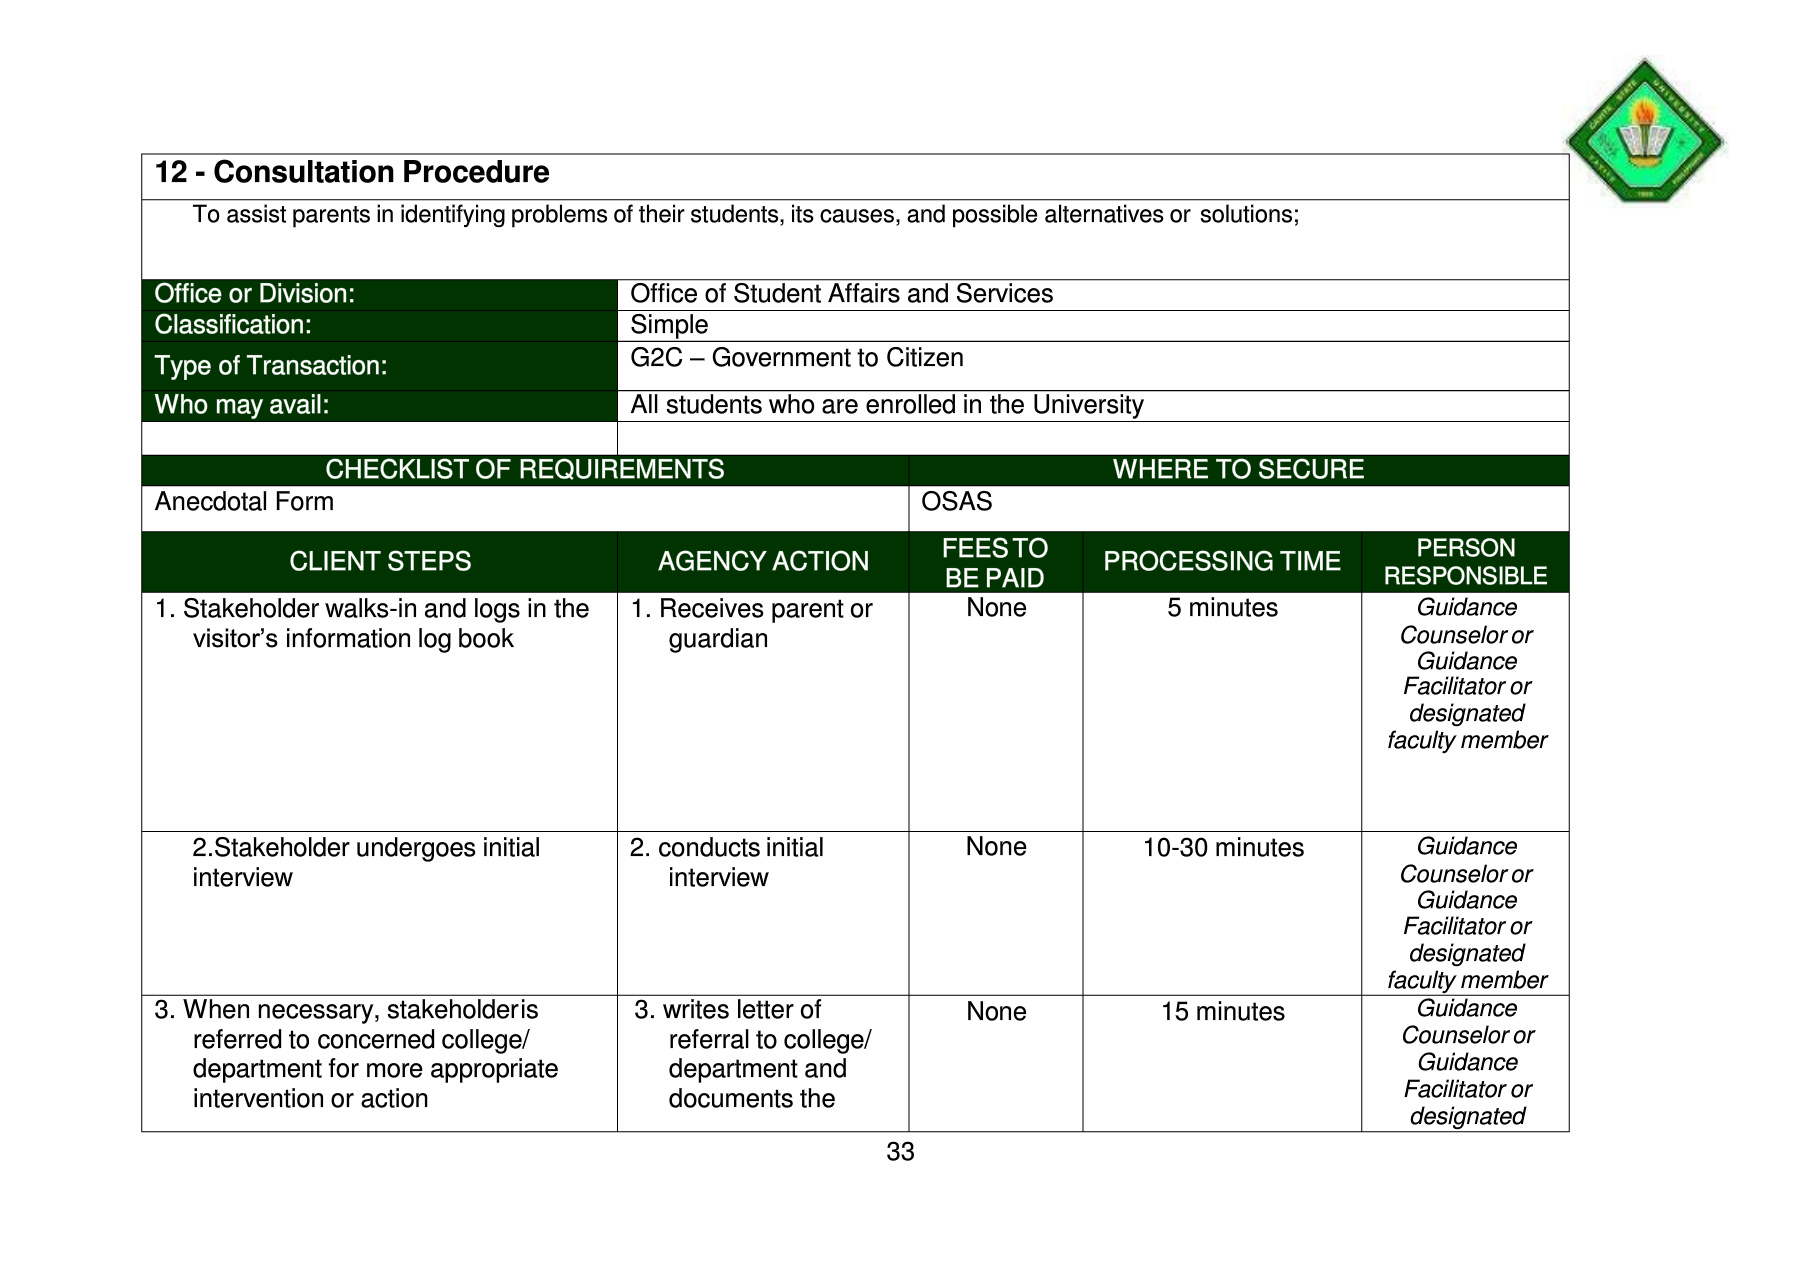 12 - Consultation Procedure
To assist parents in identifying problems of their students, its causes, and possible alternatives or solutions;
Office or Division:
Office of Student Affairs and Services
Classification:
Simple
Type of Transaction:
G2C – Government to Citizen
Who may avail:
All students who are enrolled in the University
CHECKLIST OF REQUIREMENTS
WHERE TO SECURE
Anecdotal Form
OSAS
CLIENT STEPS
AGENCY ACTION
FEES TO
BE PAID
PROCESSING TIME
PERSON
RESPONSIBLE
1. Stakeholder walks-in and logs in the
visitor’s information log book
1. Receives parent or
guardian
None
5 minutes
Guidance
Counselor or
Guidance
Facilitator or
designated
faculty member
2.Stakeholder undergoes initial
interview
2. conducts initial
interview
None
10-30 minutes
Guidance
Counselor or
Guidance
Facilitator or
designated
faculty member
3. When necessary, stakeholderis
referred to concerned college/
department for more appropriate
intervention or action
3. writes letter of
referral to college/
department and
documents the
None
15 minutes
Guidance
Counselor or
Guidance
Facilitator or
designated
33
CAVITE STATE UNIVERSITY